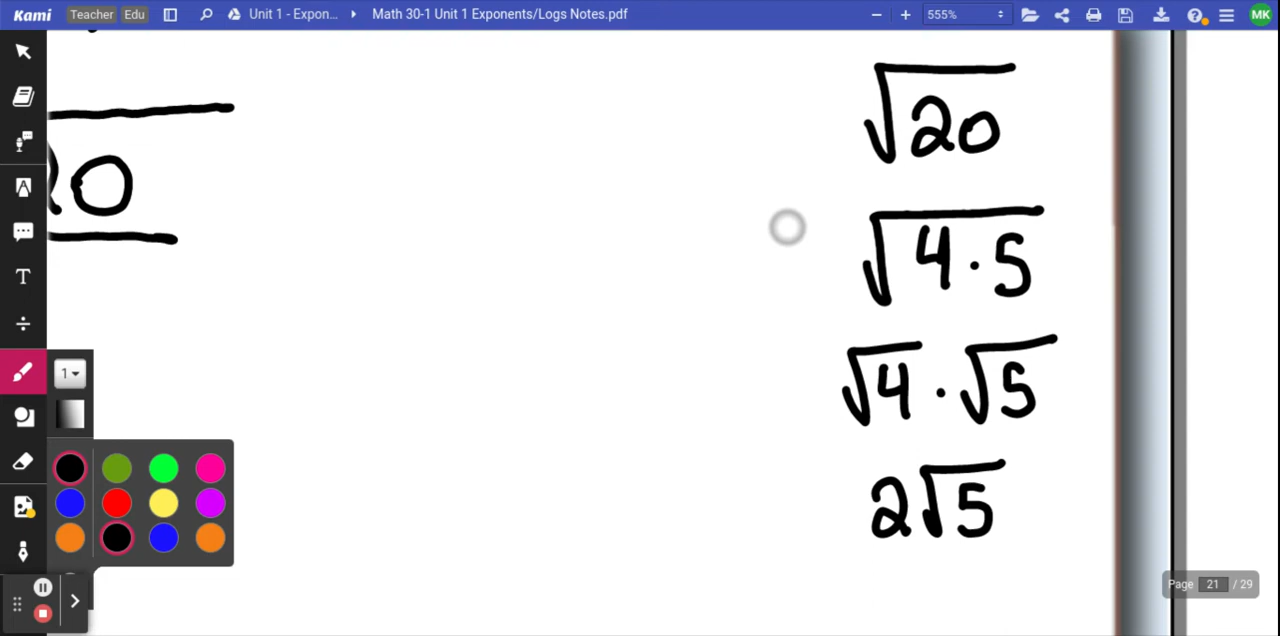 Kami Teacher Edu Unit 1 - Expon... Math 30-1 Unit 1 Exponents/Logs Notes.pdf 555% MK
20
√20
√4·5
√4 · √5
2√5
1
Page 21 / 29